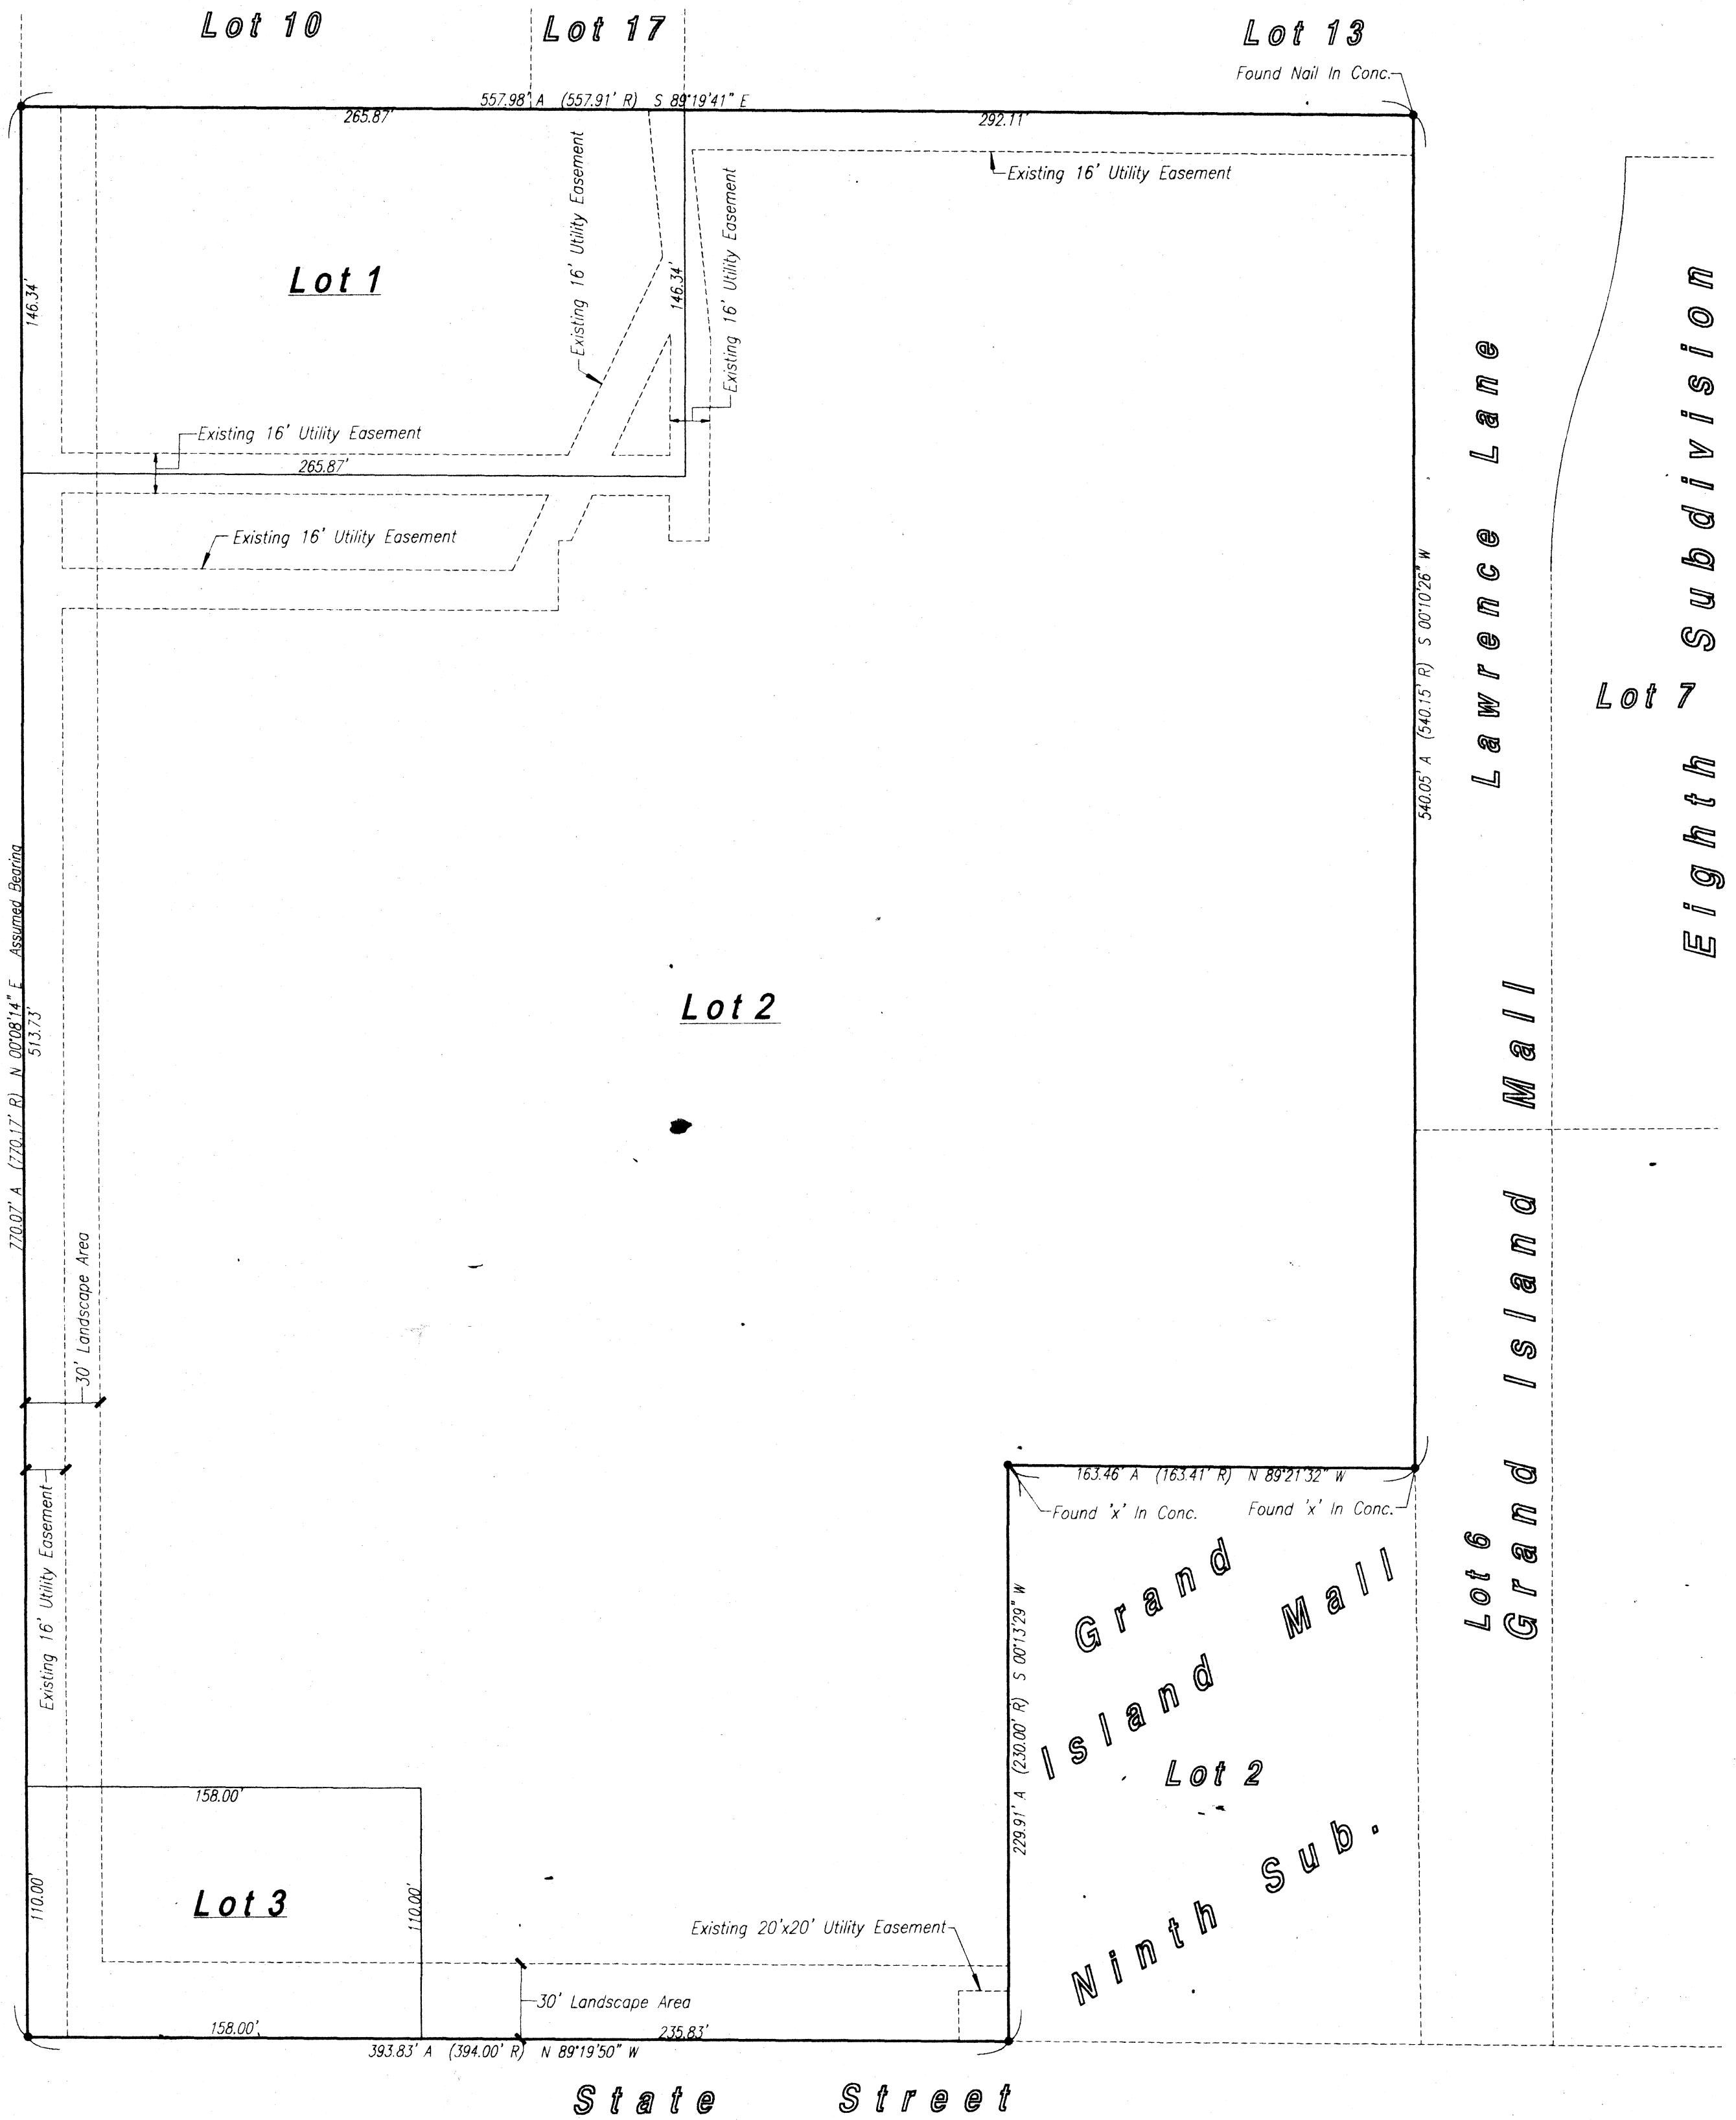 Lot 10
Lot 17
Lot 13
Found Nail In Conc.
557.98' A (557.91' R) S 89°19'41" E
265.87'
292.11'
Existing 16' Utility Easement
Existing 16' Utility Easement
Existing 16' Utility Easement
Lot 1
146.34'
146.34'
Existing 16' Utility Easement
265.87'
Existing 16' Utility Easement
540.05' A (540.15' R) S 00°10'26" W
Lawrence Lane
Lot 7
Eighth Subdivision
Grand Island Mall
Lot 6
770.07' A (770.17' R) N 00°08'14" E Assumed Bearing
513.73'
Lot 2
30' Landscape Area
Existing 16' Utility Easement
163.46' A (163.41' R) N 89°21'32" W
Found 'x' In Conc.
Found 'x' In Conc.
229.91' A (230.00' R) S 00°13'29" W
Grand
Island Mall
Lot 2
Ninth Sub.
158.00'
110.00'
Lot 3
110.00'
Existing 20'x20' Utility Easement
30' Landscape Area
158.00'
235.83'
393.83' A (394.00' R) N 89°19'50" W
State Street